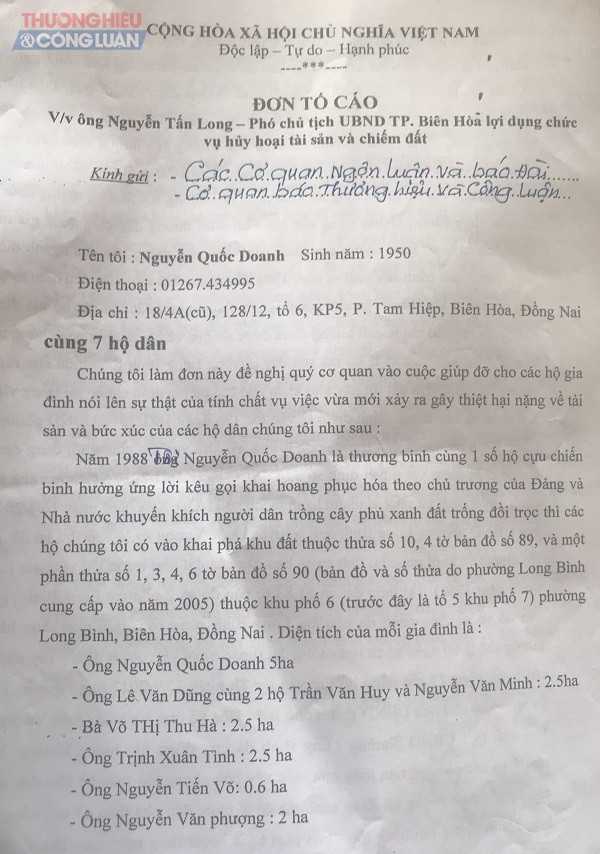 THƯƠNG HIỆU
& CÔNG LUẬN
CỘNG HÒA XÃ HỘI CHỦ NGHĨA VIỆT NAM
Độc lập – Tự do – Hạnh phúc
----***----
ĐƠN TỐ CÁO
V/v ông Nguyễn Tấn Long – Phó chủ tịch UBND TP. Biên Hòa lợi dụng chức
vụ hủy hoại tài sản và chiếm đất
Kính gửi : - Các.Cơ.quan.Ngôn.Luận.và.báo.Đài......
- Cơ.quan.báo.Thương.hiệu.và.Công.Luận...
Tên tôi : Nguyễn Quốc Doanh Sinh năm : 1950
Điện thoại : 01267.434995
Địa chỉ : 18/4A(cũ), 128/12, tổ 6, KP5, P. Tam Hiệp, Biên Hòa, Đồng Nai
cùng 7 hộ dân
Chúng tôi làm đơn này đề nghị quý cơ quan vào cuộc giúp đỡ cho các hộ gia
đình nói lên sự thật của tính chất vụ việc vừa mới xảy ra gây thiệt hại nặng về tài
sản và bức xúc của các hộ dân chúng tôi như sau :
Năm 1988 ông Nguyễn Quốc Doanh là thương binh cùng 1 số hộ cựu chiến
binh hưởng ứng lời kêu gọi khai hoang phục hóa theo chủ trương của Đảng và
Nhà nước khuyến khích người dân trồng cây phủ xanh đất trống đồi trọc thì các
hộ chúng tôi có vào khai phá khu đất thuộc thửa số 10, 4 tờ bản đồ số 89, và một
phần thửa số 1, 3, 4, 6 tờ bản đồ số 90 (bản đồ và số thửa do phường Long Bình
cung cấp vào năm 2005) thuộc khu phố 6 (trước đây là tổ 5 khu phố 7) phường
Long Bình, Biên Hòa, Đồng Nai . Diện tích của mỗi gia đình là :
- Ông Nguyễn Quốc Doanh 5ha
- Ông Lê Văn Dũng cùng 2 hộ Trần Văn Huy và Nguyễn Văn Minh : 2.5ha
- Bà Võ THị Thu Hà : 2.5 ha
- Ông Trịnh Xuân Tình : 2.5 ha
- Ông Nguyễn Tiến Võ: 0.6 ha
- Ông Nguyễn Văn phượng : 2 ha